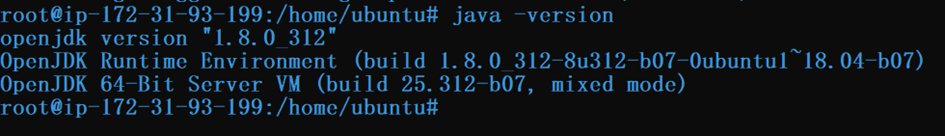 root@ip-172-31-93-199:/home/ubuntu# java -version
openjdk version "1.8.0_312"
OpenJDK Runtime Environment (build 1.8.0_312-8u312-b07-0ubuntu1~18.04-b07)
OpenJDK 64-Bit Server VM (build 25.312-b07, mixed mode)
root@ip-172-31-93-199:/home/ubuntu#